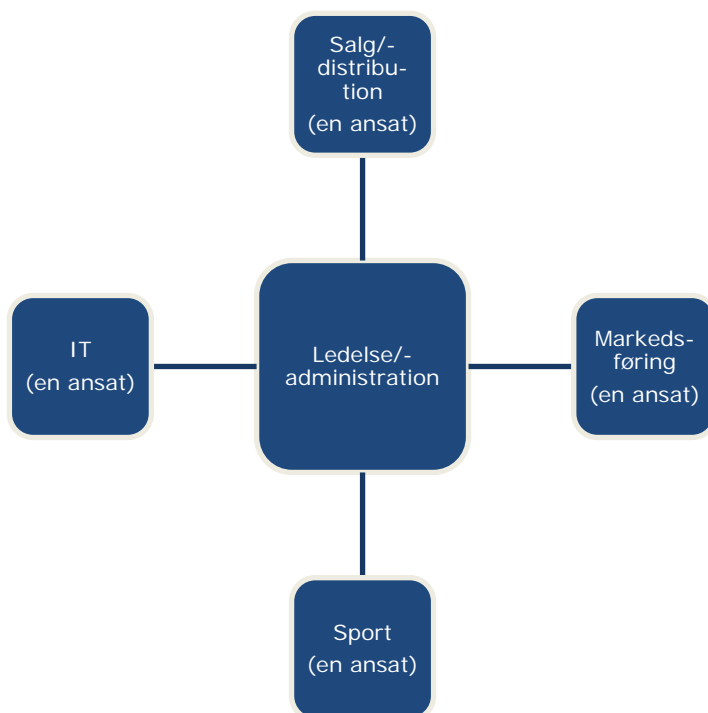 Salg/-
distribu-
tion
(en ansat)
IT
(en ansat)
Ledelse/-
administration
Markeds-
føring
(en ansat)
Sport
(en ansat)